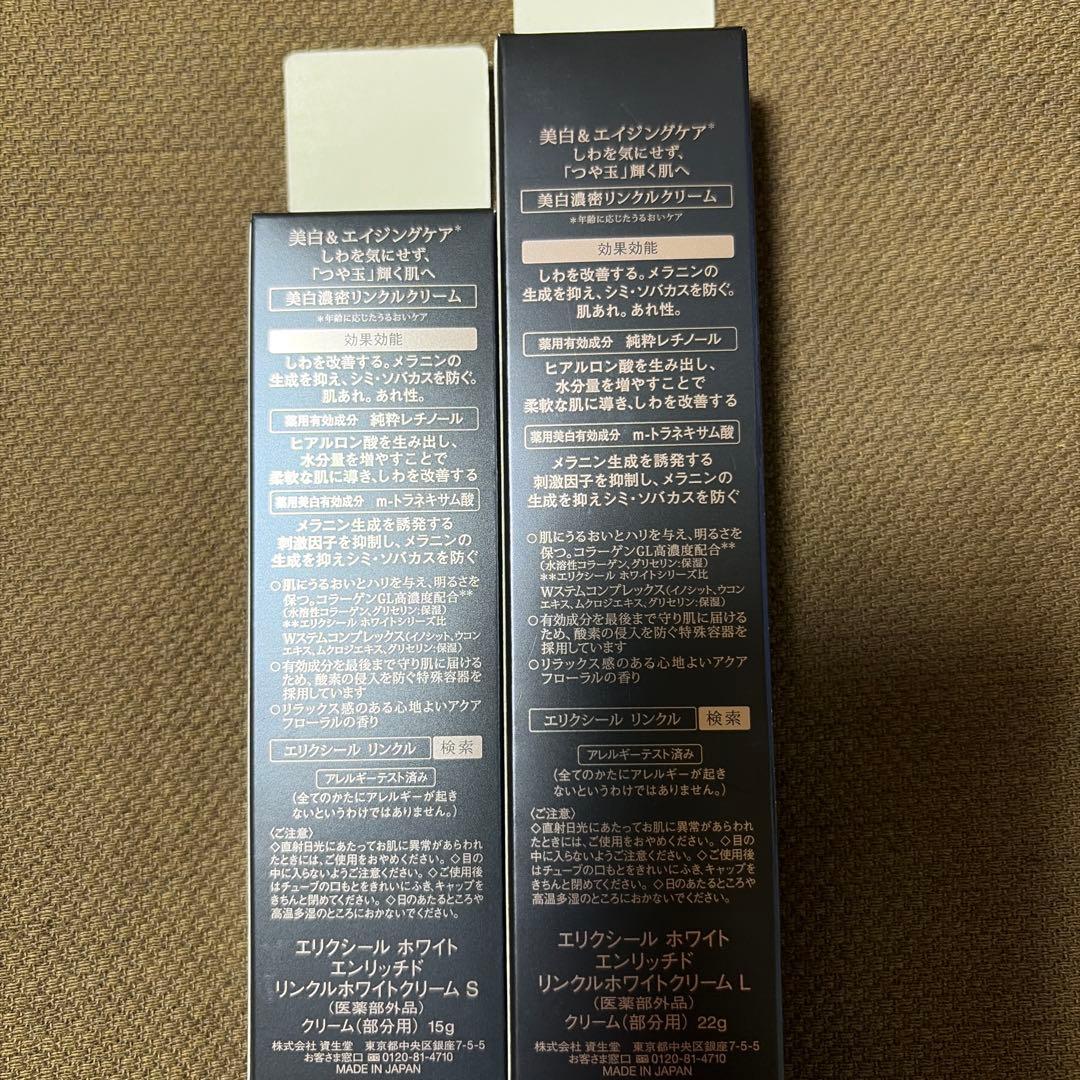 美白&エイジングケア*
しわを気にせず、
「つや玉」輝く肌へ
美白濃密リンクルクリーム
*年齢に応じたうるおいケア
効果効能
しわを改善する。メラニンの
生成を抑え、シミ・ソバカスを防ぐ。
肌あれ。あれ性。
薬用有効成分 純粋レチノール
ヒアルロン酸を生み出し、
水分量を増やすことで
柔軟な肌に導き、しわを改善する
薬用美白有効成分 m-トラネキサム酸
メラニン生成を誘発する
刺激因子を抑制し、メラニンの
生成を抑えシミ・ソバカスを防ぐ
○肌にうるおいとハリを与え、明るさを
保つ。コラーゲンGL高濃度配合**
(水溶性コラーゲン、グリセリン:保湿)
**エリクシール ホワイトシリーズ比
Wステムコンプレックス(イノシット、ウコン
エキス、ムクロジエキス、グリセリン:保湿)
○有効成分を最後まで守り肌に届ける
ため、酸素の侵入を防ぐ特殊容器を
採用しています
○リラックス感のある心地よいアクア
フローラルの香り
エリクシール リンクル 検索
アレルギーテスト済み
(全てのかたにアレルギーが起き
ないというわけではありません。)
〈ご注意〉
◇直射日光にあたってお肌に異常があらわれ
たときには、ご使用をおやめください。◇目の
中に入らないようご注意ください。◇ご使用後
はチューブの口もとをきれいにふき、キャップを
きちんと閉めてください。◇日のあたるところや
高温多湿のところにおかないでください。
エリクシール ホワイト
エンリッチド
リンクルホワイトクリーム S
(医薬部外品)
クリーム(部分用) 15g
株式会社 資生堂 東京都中央区銀座7-5-5
お客さま窓口 0120-81-4710
MADE IN JAPAN
美白&エイジングケア*
しわを気にせず、
「つや玉」輝く肌へ
美白濃密リンクルクリーム
*年齢に応じたうるおいケア
効果効能
しわを改善する。メラニンの
生成を抑え、シミ・ソバカスを防ぐ。
肌あれ。あれ性。
薬用有効成分 純粋レチノール
ヒアルロン酸を生み出し、
水分量を増やすことで
柔軟な肌に導き、しわを改善する
薬用美白有効成分 m-トラネキサム酸
メラニン生成を誘発する
刺激因子を抑制し、メラニンの
生成を抑えシミ・ソバカスを防ぐ
○肌にうるおいとハリを与え、明るさを
保つ。コラーゲンGL高濃度配合**
(水溶性コラーゲン、グリセリン:保湿)
**エリクシール ホワイトシリーズ比
Wステムコンプレックス(イノシット、ウコン
エキス、ムクロジエキス、グリセリン:保湿)
○有効成分を最後まで守り肌に届ける
ため、酸素の侵入を防ぐ特殊容器を
採用しています
○リラックス感のある心地よいアクア
フローラルの香り
エリクシール リンクル 検索
アレルギーテスト済み
(全てのかたにアレルギーが起き
ないというわけではありません。)
〈ご注意〉
◇直射日光にあたってお肌に異常があらわれ
たときには、ご使用をおやめください。◇目の
中に入らないようご注意ください。◇ご使用後
はチューブの口もとをきれいにふき、キャップを
きちんと閉めてください。◇日のあたるところや
高温多湿のところにおかないでください。
エリクシール ホワイト
エンリッチド
リンクルホワイトクリーム L
(医薬部外品)
クリーム(部分用) 22g
株式会社 資生堂 東京都中央区銀座7-5-5
お客さま窓口 0120-81-4710
MADE IN JAPAN